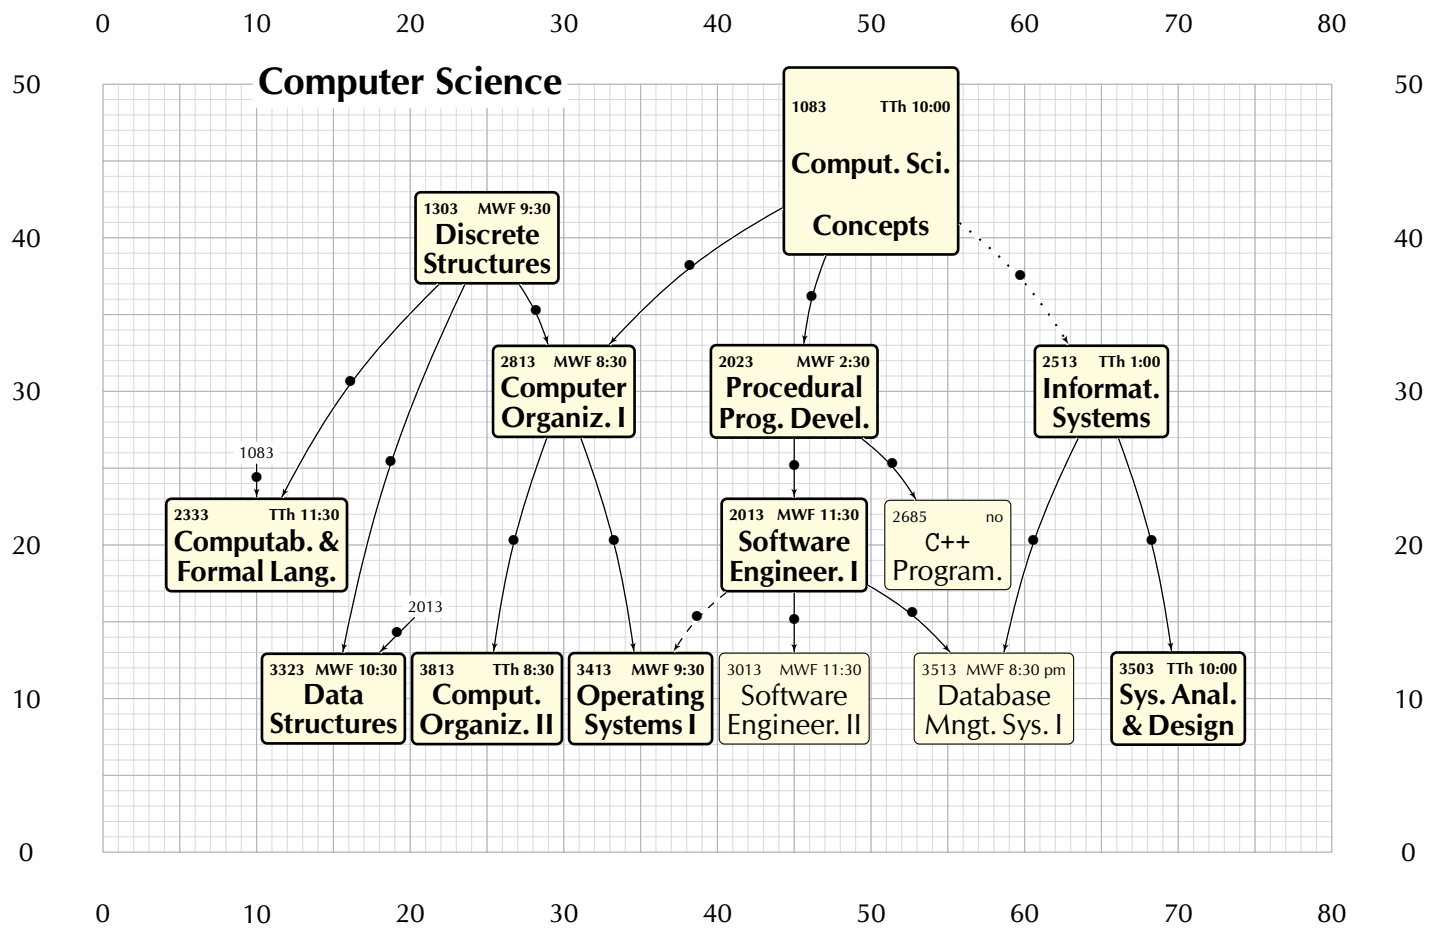 0 10 20 30 40 50 60 70 80
50 Computer Science 50
1083 TTh 10:00
Comput. Sci.
Concepts
1303 MWF 9:30
Discrete
Structures
40 40
2813 MWF 8:30
Computer
Organiz. I
2023 MWF 2:30
Procedural
Prog. Devel.
2513 TTh 1:00
Informat.
Systems
30 30
1083
2333 TTh 11:30
Computab. &
Formal Lang.
2013 MWF 11:30
Software
Engineer. I
2685 no
C++
Program.
20 20
2013
3323 MWF 10:30
Data
Structures
3813 TTh 8:30
Comput.
Organiz. II
3413 MWF 9:30
Operating
Systems I
3013 MWF 11:30
Software
Engineer. II
3513 MWF 8:30 pm
Database
Mngt. Sys. I
3503 TTh 10:00
Sys. Anal.
& Design
10 10
0 0
0 10 20 30 40 50 60 70 80